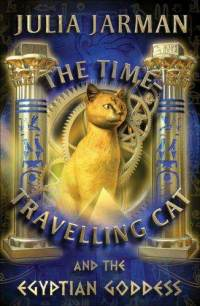 JULIA JARMAN
THE TIME-
TRAVELLING CAT
AND THE
EGYPTIAN GODDESS